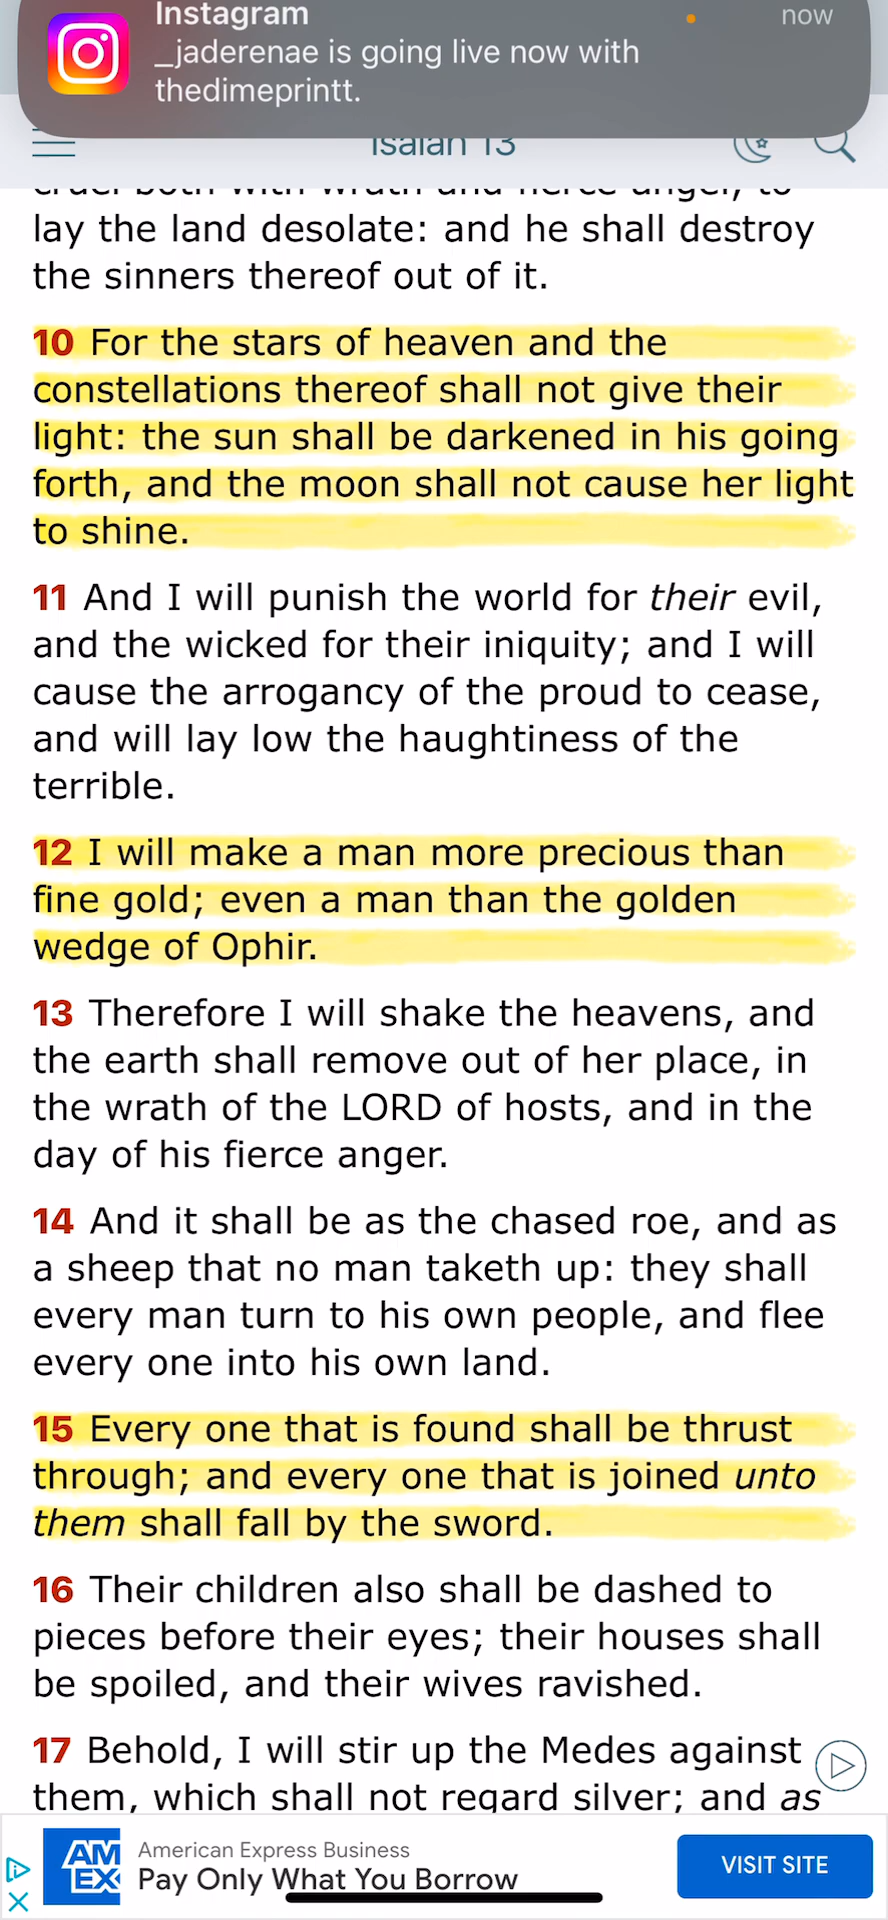 Instagram
now
_jaderenae is going live now with
thedimeprintt.
Isaiah 13
cruel both with wrath and fierce anger, to
lay the land desolate: and he shall destroy
the sinners thereof out of it.
10 For the stars of heaven and the
constellations thereof shall not give their
light: the sun shall be darkened in his going
forth, and the moon shall not cause her light
to shine.
11 And I will punish the world for their evil,
and the wicked for their iniquity; and I will
cause the arrogancy of the proud to cease,
and will lay low the haughtiness of the
terrible.
12 I will make a man more precious than
fine gold; even a man than the golden
wedge of Ophir.
13 Therefore I will shake the heavens, and
the earth shall remove out of her place, in
the wrath of the LORD of hosts, and in the
day of his fierce anger.
14 And it shall be as the chased roe, and as
a sheep that no man taketh up: they shall
every man turn to his own people, and flee
every one into his own land.
15 Every one that is found shall be thrust
through; and every one that is joined unto
them shall fall by the sword.
16 Their children also shall be dashed to
pieces before their eyes; their houses shall
be spoiled, and their wives ravished.
17 Behold, I will stir up the Medes against
them, which shall not regard silver; and as
AM
EX
American Express Business
Pay Only What You Borrow
VISIT SITE